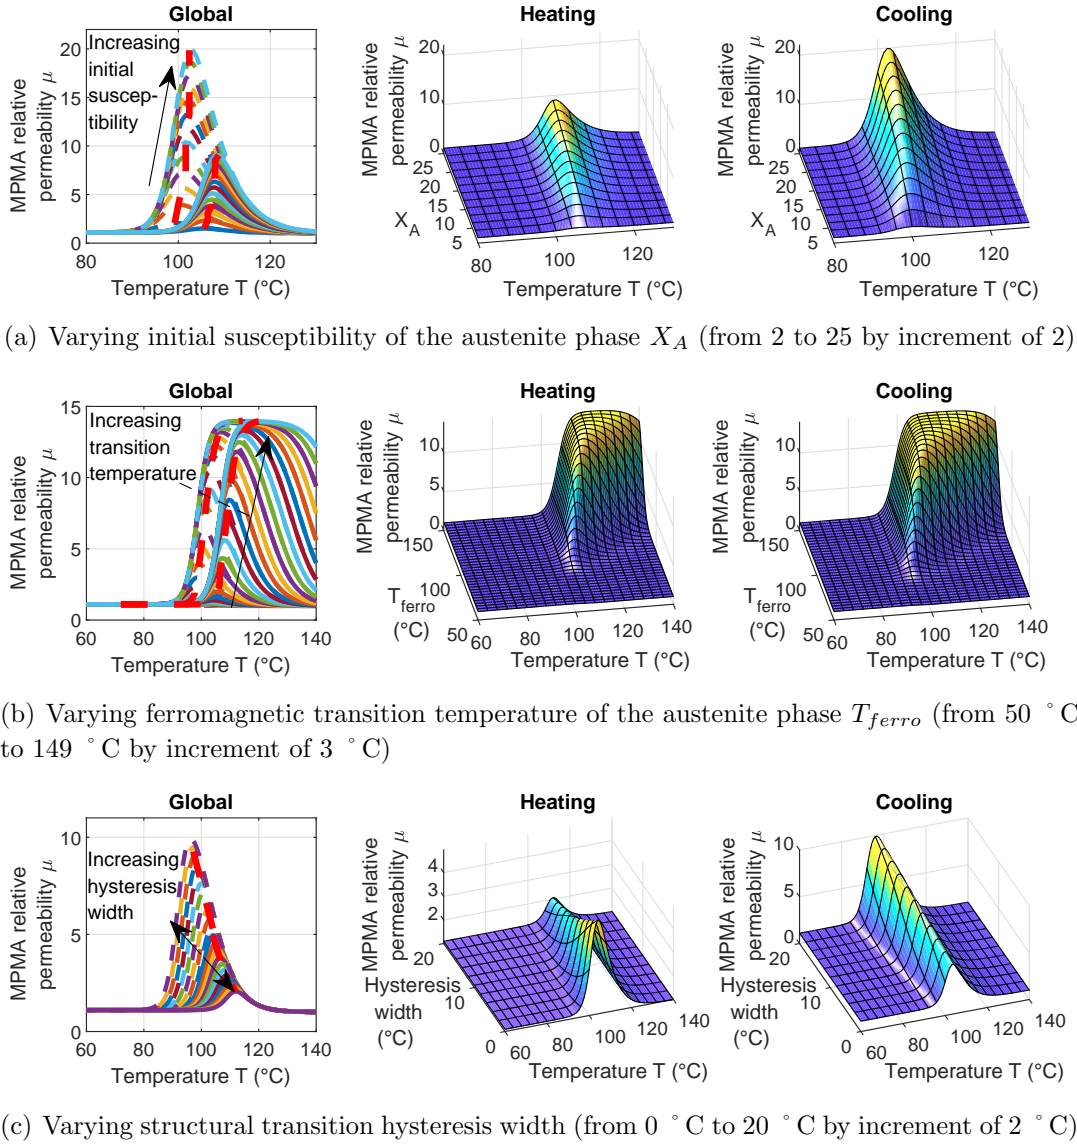 Global
Heating
Cooling
Increasing
initial
suscep-
tibility
MPMA relative
permeability μ
20
15
10
5
0
80
100
120
Temperature T (°C)
MPMA relative
permeability μ
20
10
0
25
20
15
10
5
X_A
80
100
120
Temperature T (°C)
MPMA relative
permeability μ
20
10
0
25
20
15
10
5
X_A
80
100
120
Temperature T (°C)
(a) Varying initial susceptibility of the austenite phase X_A (from 2 to 25 by increment of 2)
Global
Heating
Cooling
Increasing
transition
temperature
MPMA relative
permeability μ
15
10
5
0
60
80
100
120
140
Temperature T (°C)
MPMA relative
permeability μ
10
5
0
150
100
50
T_ferro
(°C)
60
80
100
120
140
Temperature T (°C)
MPMA relative
permeability μ
10
5
0
150
100
50
T_ferro
(°C)
60
80
100
120
140
Temperature T (°C)
(b) Varying ferromagnetic transition temperature of the austenite phase T_ferro (from 50 °C
to 149 °C by increment of 3 °C)
Global
Heating
Cooling
Increasing
hysteresis
width
MPMA relative
permeability μ
10
5
0
60
80
100
120
140
Temperature T (°C)
MPMA relative
permeability μ
4
3
2
20
10
0
Hysteresis
width
(°C)
60
80
100
120
140
Temperature T (°C)
MPMA relative
permeability μ
10
5
0
20
10
0
Hysteresis
width
(°C)
60
80
100
120
140
Temperature T (°C)
(c) Varying structural transition hysteresis width (from 0 °C to 20 °C by increment of 2 °C)